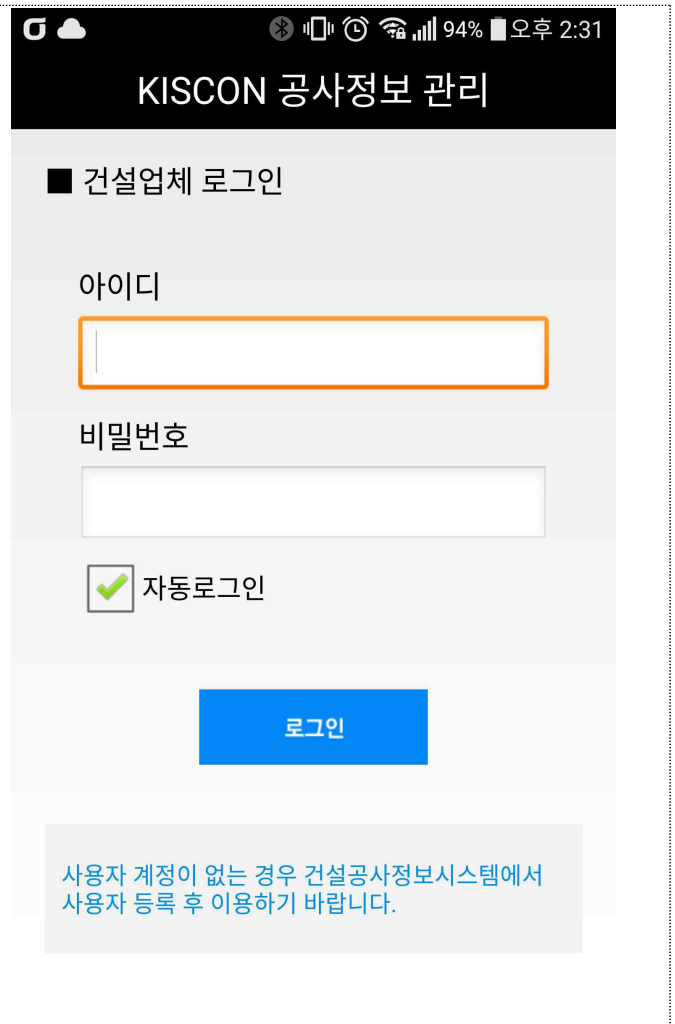 94% 오후 2:31
KISCON 공사정보 관리
■ 건설업체 로그인
아이디
비밀번호
자동로그인
로그인
사용자 계정이 없는 경우 건설공사정보시스템에서
사용자 등록 후 이용하기 바랍니다.